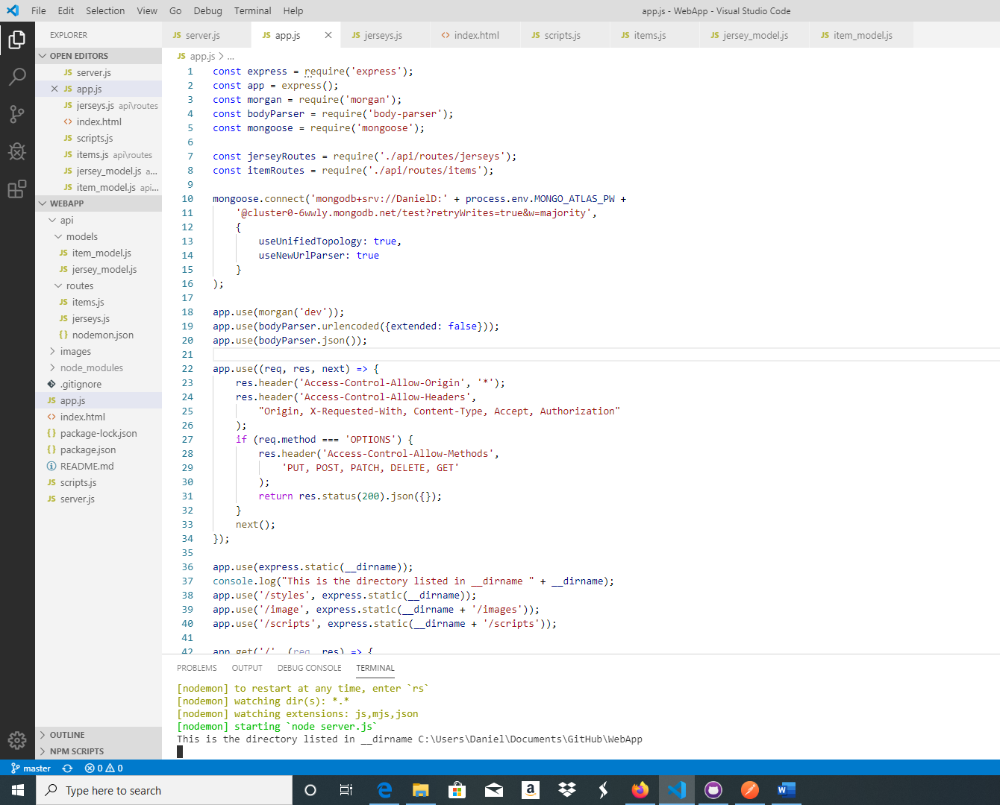 File Edit Selection View Go Debug Terminal Help
app.js - WebApp - Visual Studio Code
EXPLORER
OPEN EDITORS
JS server.js
JS app.js
JS jerseys.js api\routes
<> index.html
JS scripts.js
JS items.js api\routes
JS jersey_model.js a...
JS item_model.js api...
WEBAPP
api
models
JS item_model.js
JS jersey_model.js
routes
JS items.js
JS jerseys.js
{} nodemon.json
images
node_modules
.gitignore
JS app.js
<> index.html
{} package-lock.json
{} package.json
README.md
JS scripts.js
JS server.js
OUTLINE
NPM SCRIPTS
JS server.js JS app.js JS jerseys.js <> index.html JS scripts.js JS items.js JS jersey_model.js JS item_model.js
JS app.js > ...
1 const express = require('express');
2 const app = express();
3 const morgan = require('morgan');
4 const bodyParser = require('body-parser');
5 const mongoose = require('mongoose');
6
7 const jerseyRoutes = require('./api/routes/jerseys');
8 const itemRoutes = require('./api/routes/items');
9
10 mongoose.connect('mongodb+srv://DanielD:' + process.env.MONGO_ATLAS_PW +
11 '@cluster0-6wwly.mongodb.net/test?retryWrites=true&w=majority',
12 {
13 useUnifiedTopology: true,
14 useNewUrlParser: true
15 }
16 );
17
18 app.use(morgan('dev'));
19 app.use(bodyParser.urlencoded({extended: false}));
20 app.use(bodyParser.json());
21
22 app.use((req, res, next) => {
23 res.header('Access-Control-Allow-Origin', '*');
24 res.header('Access-Control-Allow-Headers',
25 "Origin, X-Requested-With, Content-Type, Accept, Authorization"
26 );
27 if (req.method === 'OPTIONS') {
28 res.header('Access-Control-Allow-Methods',
29 'PUT, POST, PATCH, DELETE, GET'
30 );
31 return res.status(200).json({});
32 }
33 next();
34 });
35
36 app.use(express.static(__dirname));
37 console.log("This is the directory listed in __dirname " + __dirname);
38 app.use('/styles', express.static(__dirname));
39 app.use('/image', express.static(__dirname + '/images'));
40 app.use('/scripts', express.static(__dirname + '/scripts'));
41
42 app.get('/', (req, res) => {
PROBLEMS OUTPUT DEBUG CONSOLE TERMINAL
[nodemon] to restart at any time, enter `rs`
[nodemon] watching dir(s): *.*
[nodemon] watching extensions: js,mjs,json
[nodemon] starting `node server.js`
This is the directory listed in __dirname C:\Users\Daniel\Documents\GitHub\WebApp
master 0 0
Type here to search